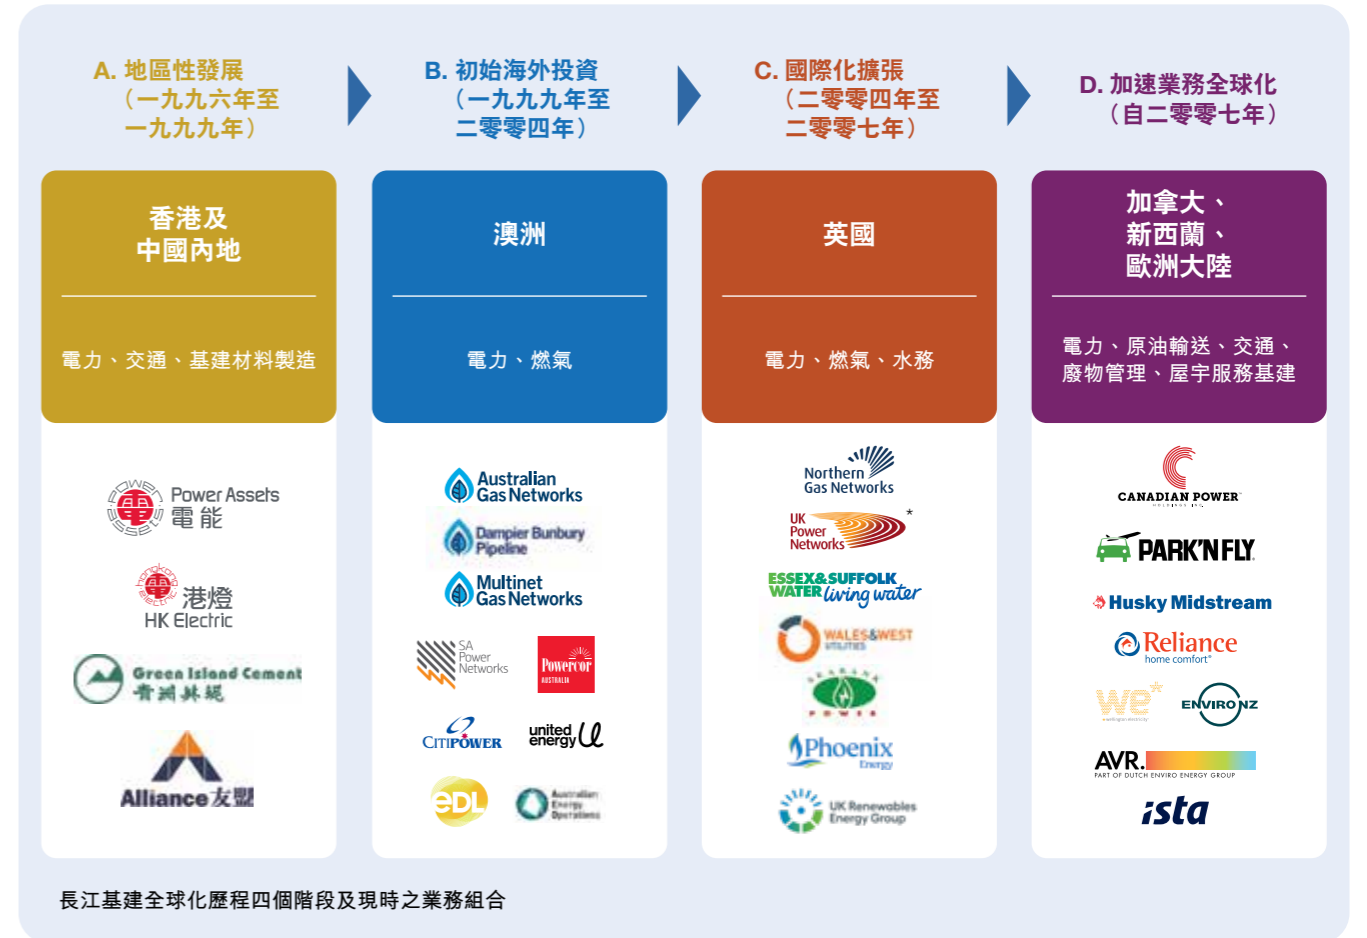 A. 地區性發展
（一九九六年至
一九九九年）
B. 初始海外投資
（一九九九年至
二零零四年）
C. 國際化擴張
（二零零四年至
二零零七年）
D. 加速業務全球化
（自二零零七年）
香港及
中國內地
電力、交通、基建材料製造
澳洲
電力、燃氣
英國
電力、燃氣、水務
加拿大、
新西蘭、
歐洲大陸
電力、原油輸送、交通、
廢物管理、屋宇服務基建
Power Assets
電能
港燈
HK Electric
Green Island Cement
青洲英坭
Alliance 友盟
Australian
Gas Networks
Dampier Bunbury
Pipeline
Multinet
Gas Networks
SA
Power
Networks
Powercor
AUSTRALIA
CITIPOWER
united
energy
EDL
Australian
Energy
Operations
Northern
Gas Networks
UK
Power
Networks
*
ESSEX&SUFFOLK
WATER living water
WALES&WEST
UTILITIES
SEABANK
POWER
Phoenix
Energy
UK Renewables
Energy Group
CANADIAN POWER
HOLDINGS INC.
PARK'N FLY
Husky Midstream
Reliance
home comfort
we*
wellington electricity
ENVIRO NZ
AVR.
PART OF DUTCH ENVIRO ENERGY GROUP
ista
長江基建全球化歷程四個階段及現時之業務組合